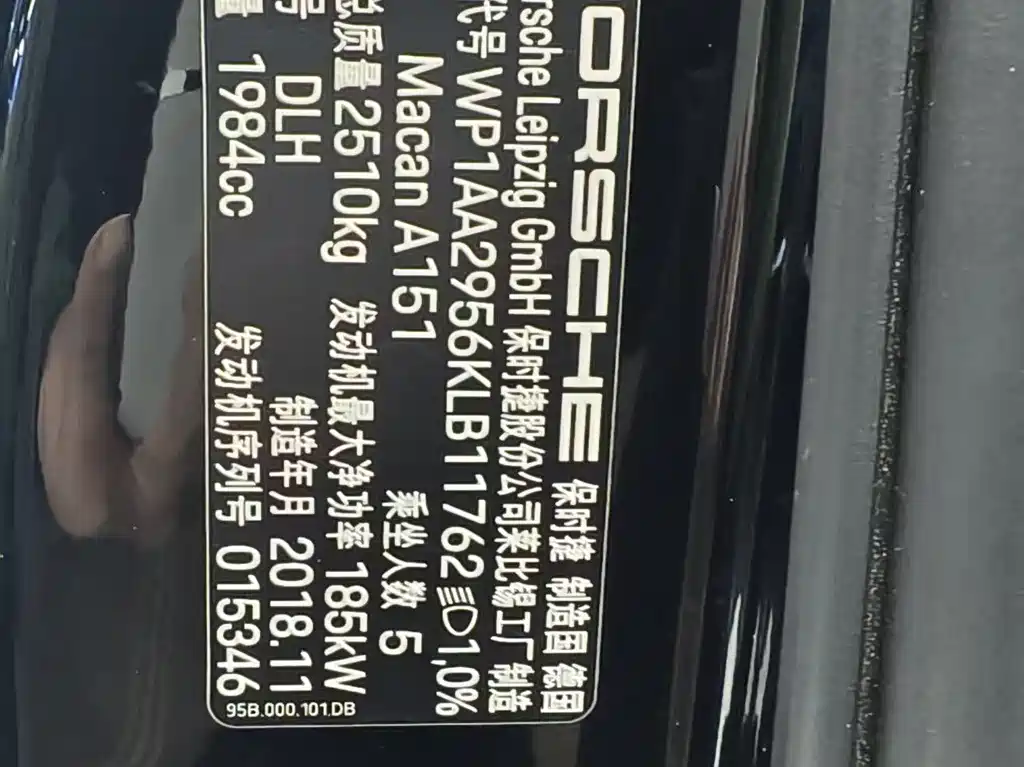 ORSCHE 保时捷 制造国 德国
rsche Leipzig GmbH 保时捷股份公司莱比锡工厂 制造
代号 WP1AA2956KLB11762 1,0%
Macan A151 乘坐人数 5
总质量 2510kg 发动机最大净功率 185kW
号 DLH 制造年月 2018.11
量 1984cc 发动机序列号 015346
95B.000.101.DB